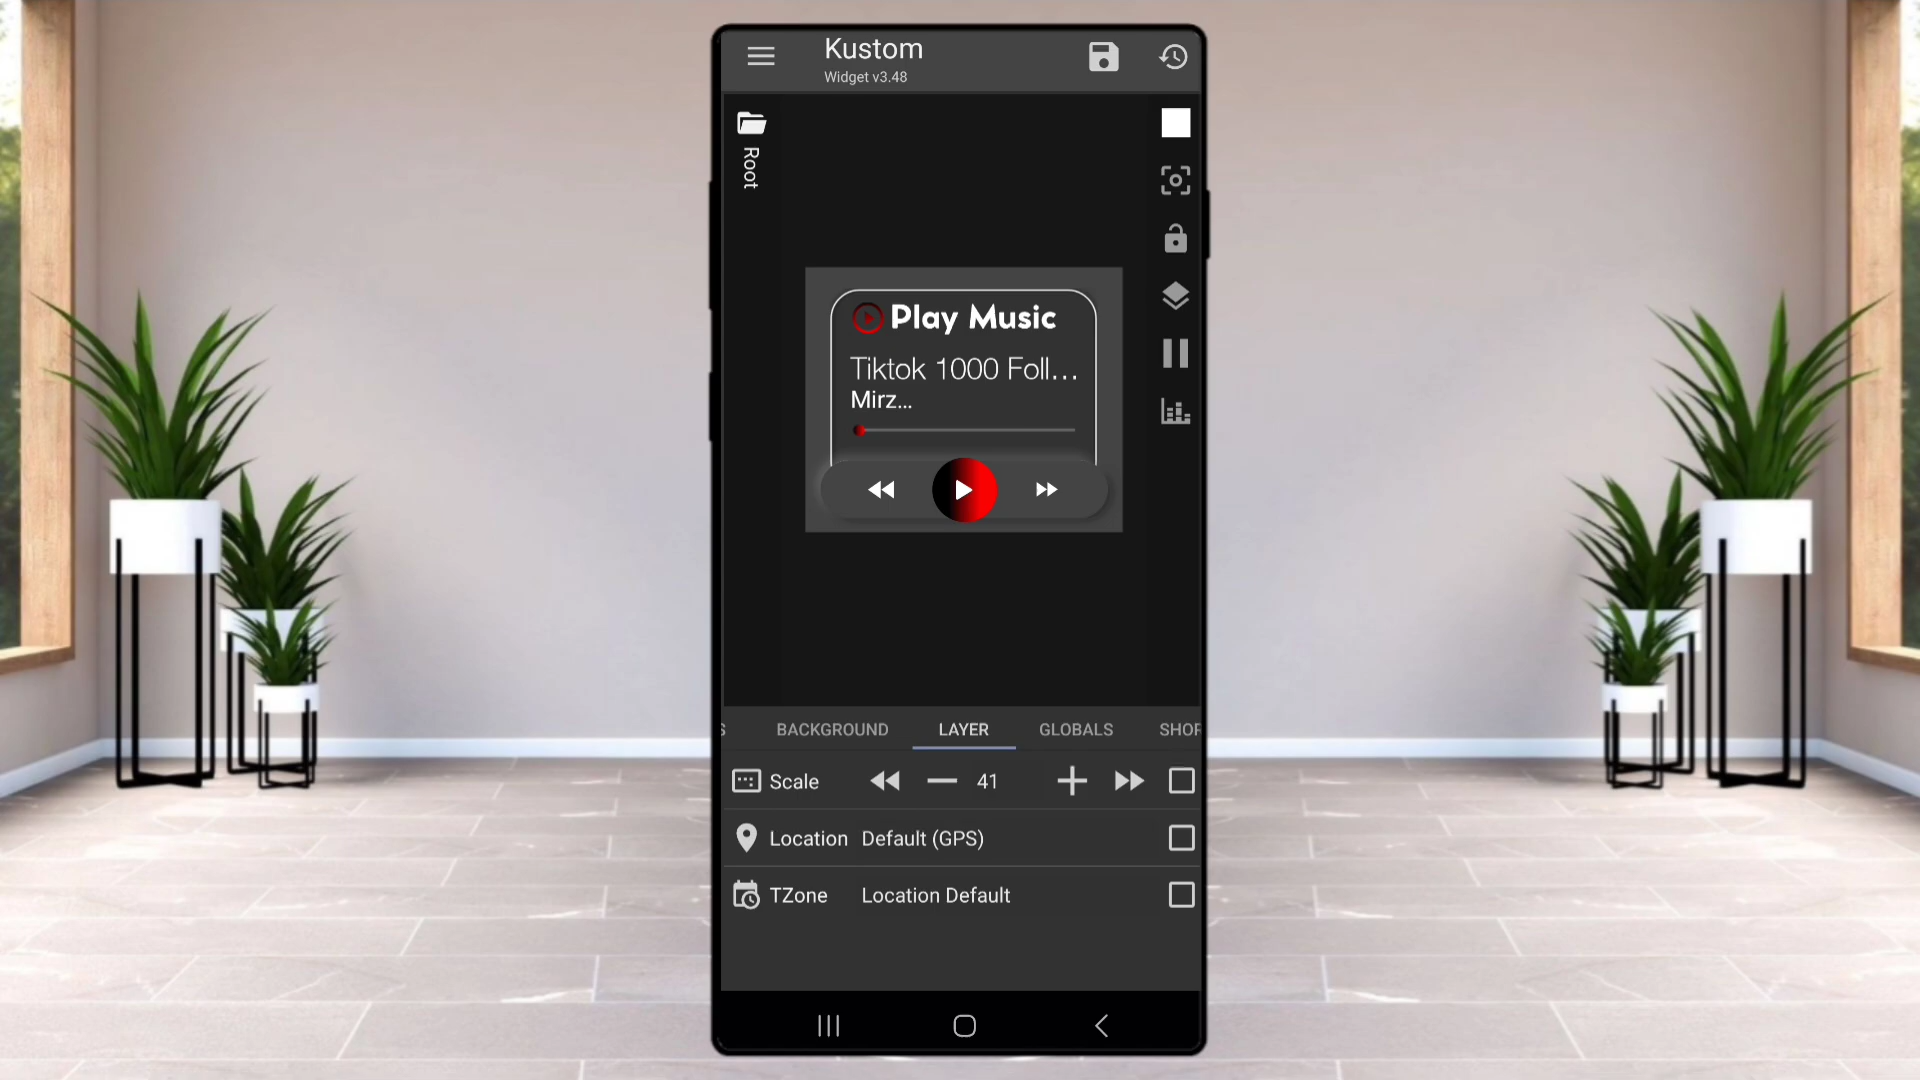 Kustom
Widget v3.48
Root
Play Music
Tiktok 1000 Foll...
Mirz...
S BACKGROUND LAYER GLOBALS SHOR
Scale 41
Location Default (GPS)
TZone Location Default